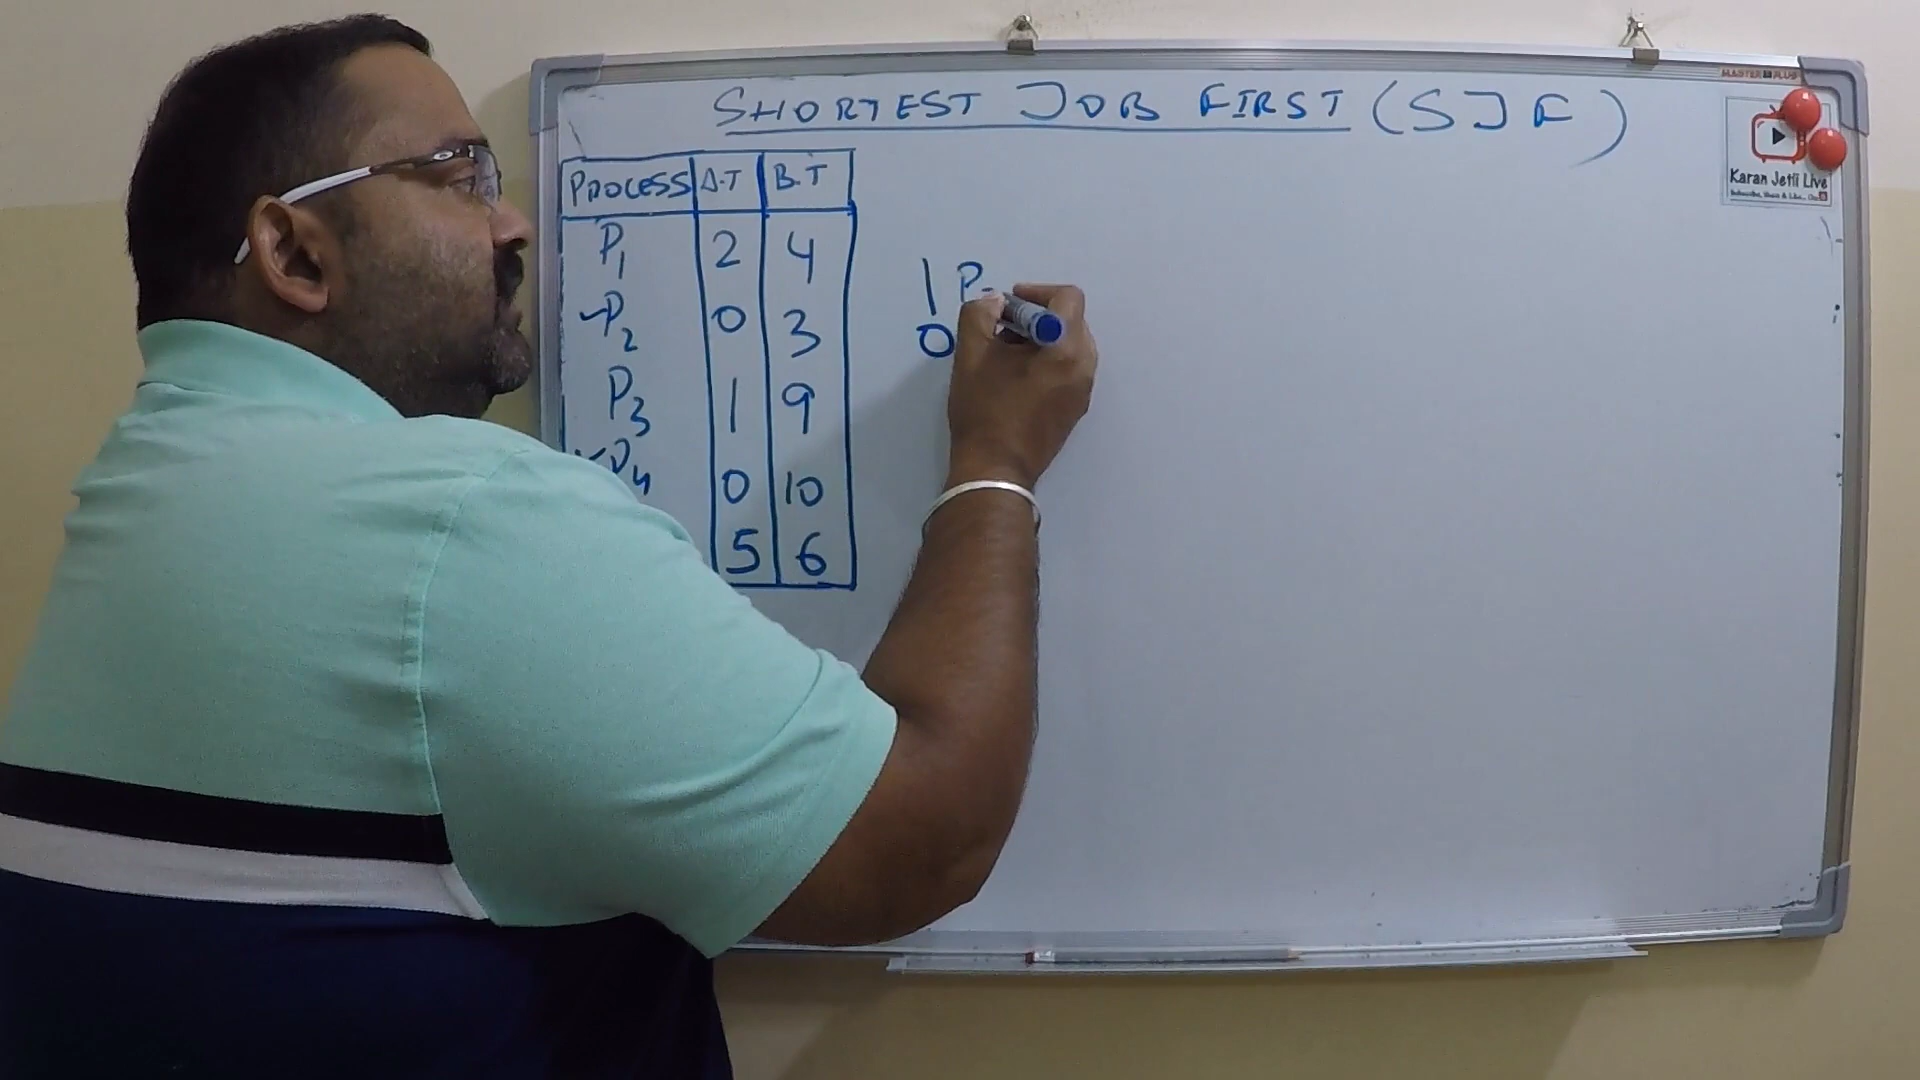 MASTER PLUS
SHORTEST JOB FIRST (SJF)
Karan Jetli Live
PROCESS A.T B.T
P1 2 4
P2 0 3
P3 1 9
P4 0 10
5 6
P
0